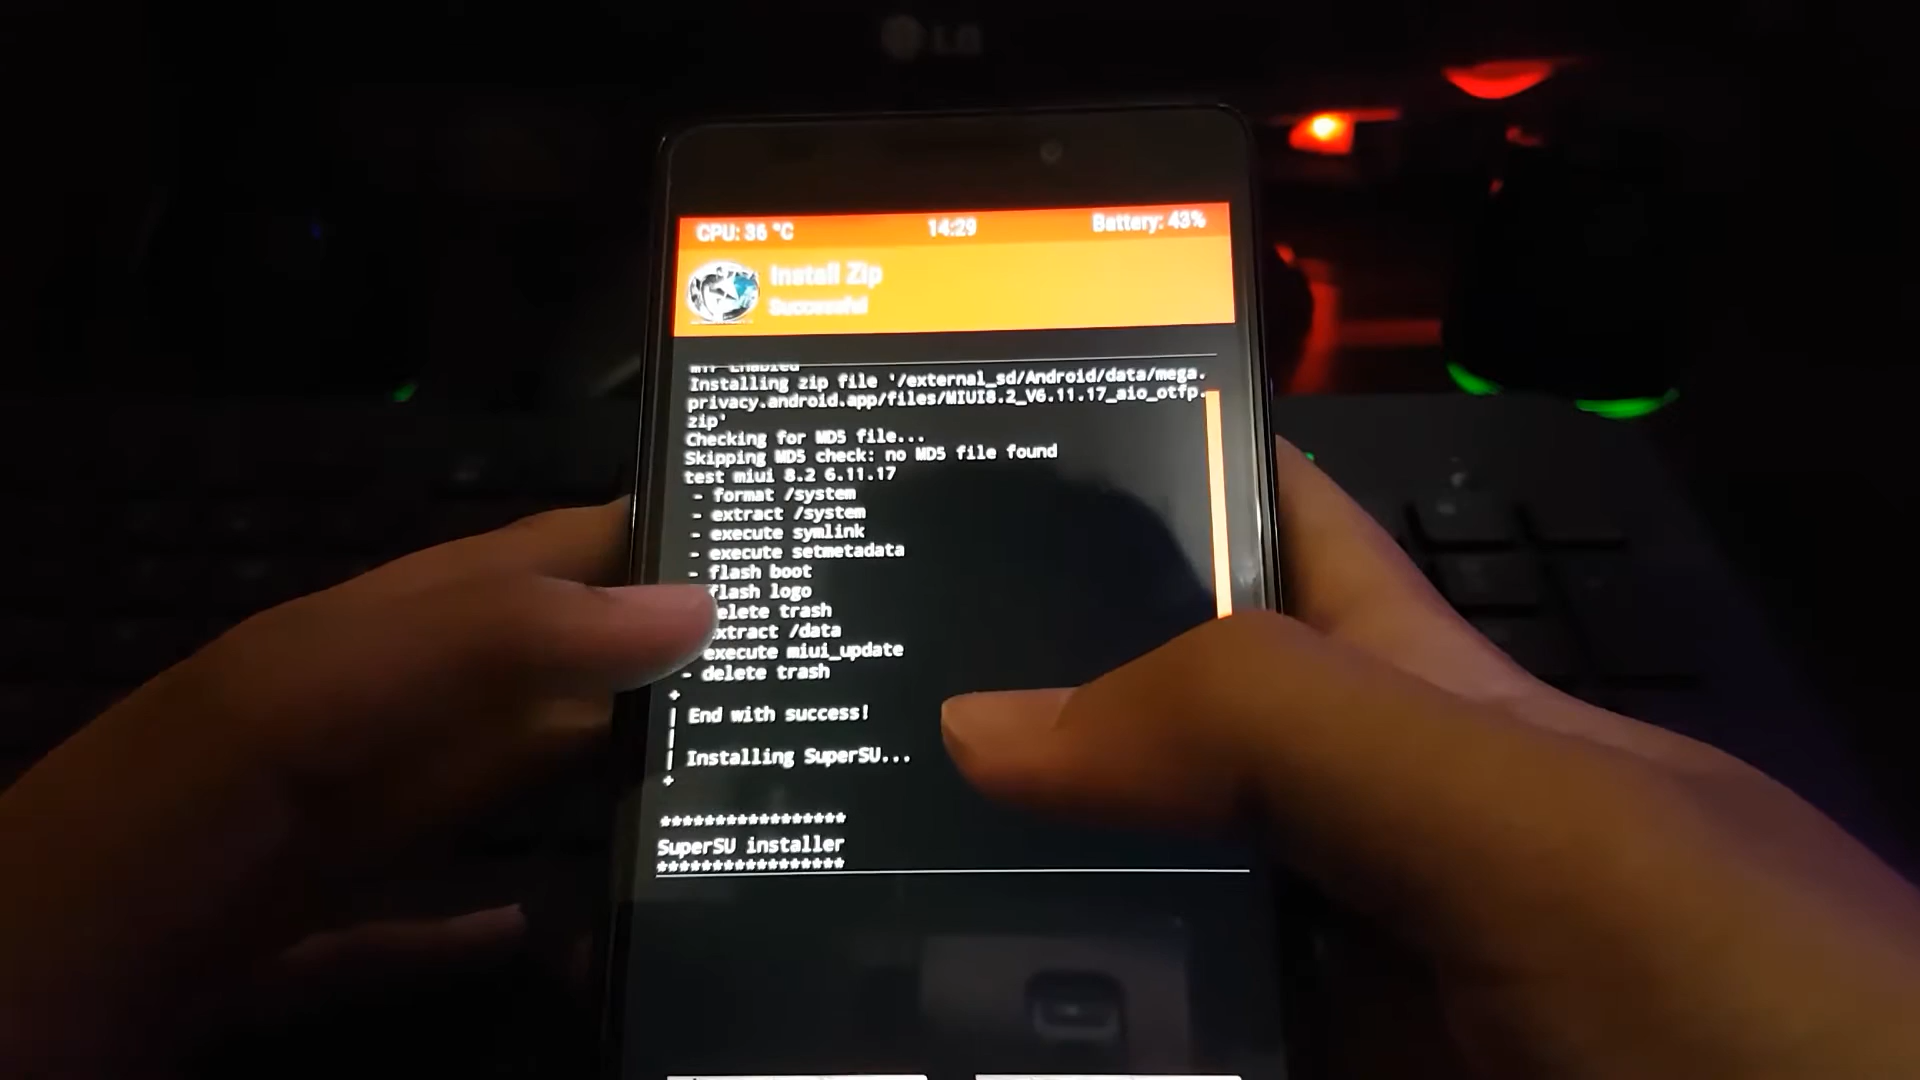 LG
CPU: 36 °C 14:29 Battery: 43%
Install Zip
Successful
MTP Enabled
Installing zip file '/external_sd/Android/data/mega.
privacy.android.app/files/MIUI8.2_V6.11.17_aio_otfp.
zip'
Checking for MD5 file...
Skipping MD5 check: no MD5 file found
test miui 8.2 6.11.17
- format /system
- extract /system
- execute symlink
- execute setmetadata
- flash boot
flash logo
elete trash
xtract /data
execute miui_update
- delete trash
+
| End with success!
|
| Installing SuperSU...
+
*****************
SuperSU installer
*****************